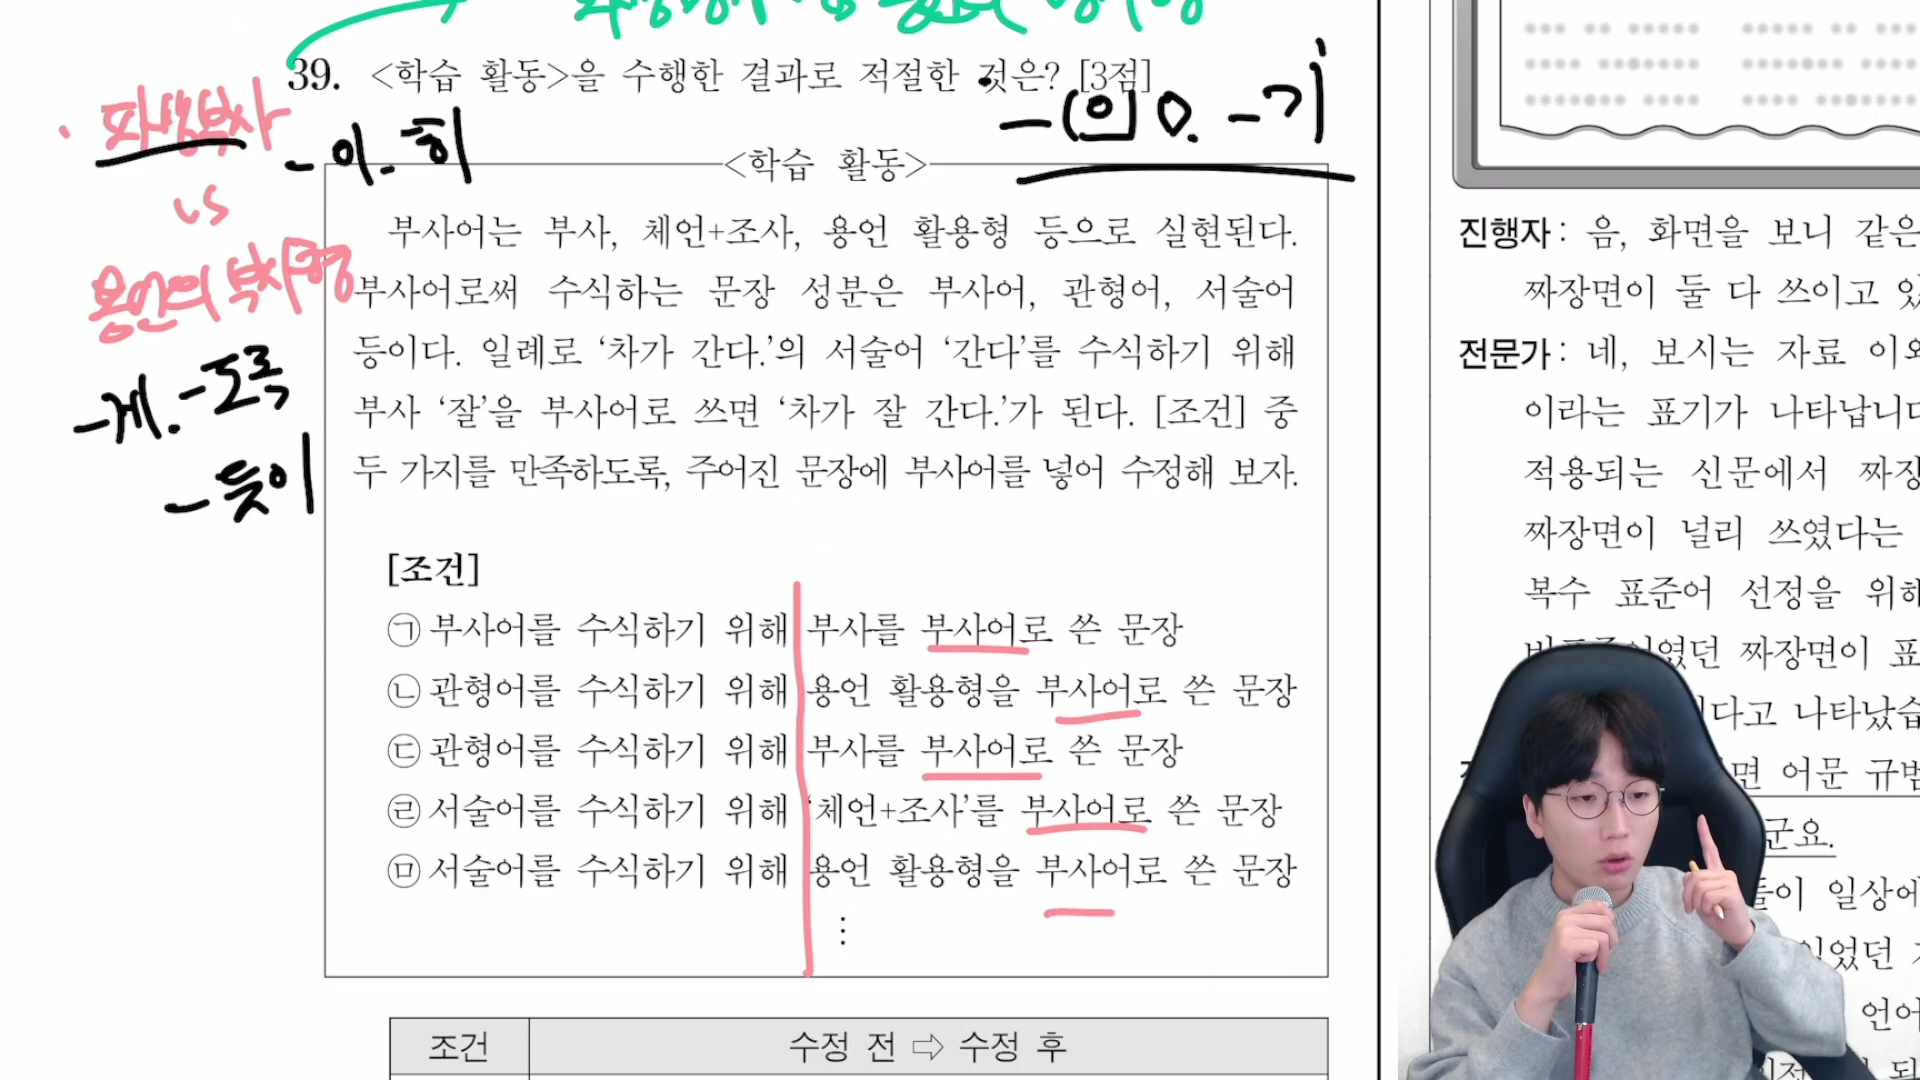 39. <학습 활동>을 수행한 결과로 적절한 것은? [3점]
파생부사
-이. -히
-(으)ㅁ. -기
vs
용언의 부사형
-게. -도록
-듯이
<학습 활동>
부사어는 부사, 체언+조사, 용언 활용형 등으로 실현된다.
부사어로써 수식하는 문장 성분은 부사어, 관형어, 서술어
등이다. 일례로 ‘차가 간다.’의 서술어 ‘간다’를 수식하기 위해
부사 ‘잘’을 부사어로 쓰면 ‘차가 잘 간다.’가 된다. [조건] 중
두 가지를 만족하도록, 주어진 문장에 부사어를 넣어 수정해 보자.
[조건]
㉠ 부사어를 수식하기 위해 부사를 부사어로 쓴 문장
㉡ 관형어를 수식하기 위해 용언 활용형을 부사어로 쓴 문장
㉢ 관형어를 수식하기 위해 부사를 부사어로 쓴 문장
㉣ 서술어를 수식하기 위해 ‘체언+조사’를 부사어로 쓴 문장
㉤ 서술어를 수식하기 위해 용언 활용형을 부사어로 쓴 문장
⋮
조건 수정 전 ⇨ 수정 후
진행자 : 음, 화면을 보니 같은
짜장면이 둘 다 쓰이고
전문가 : 네, 보시는 자료
이라는 표기가 나타납니다
적용되는 신문에서
짜장면이 널리 쓰였다는
복수 표준어 선정을
짜장면이
나타났습
어문
군요.